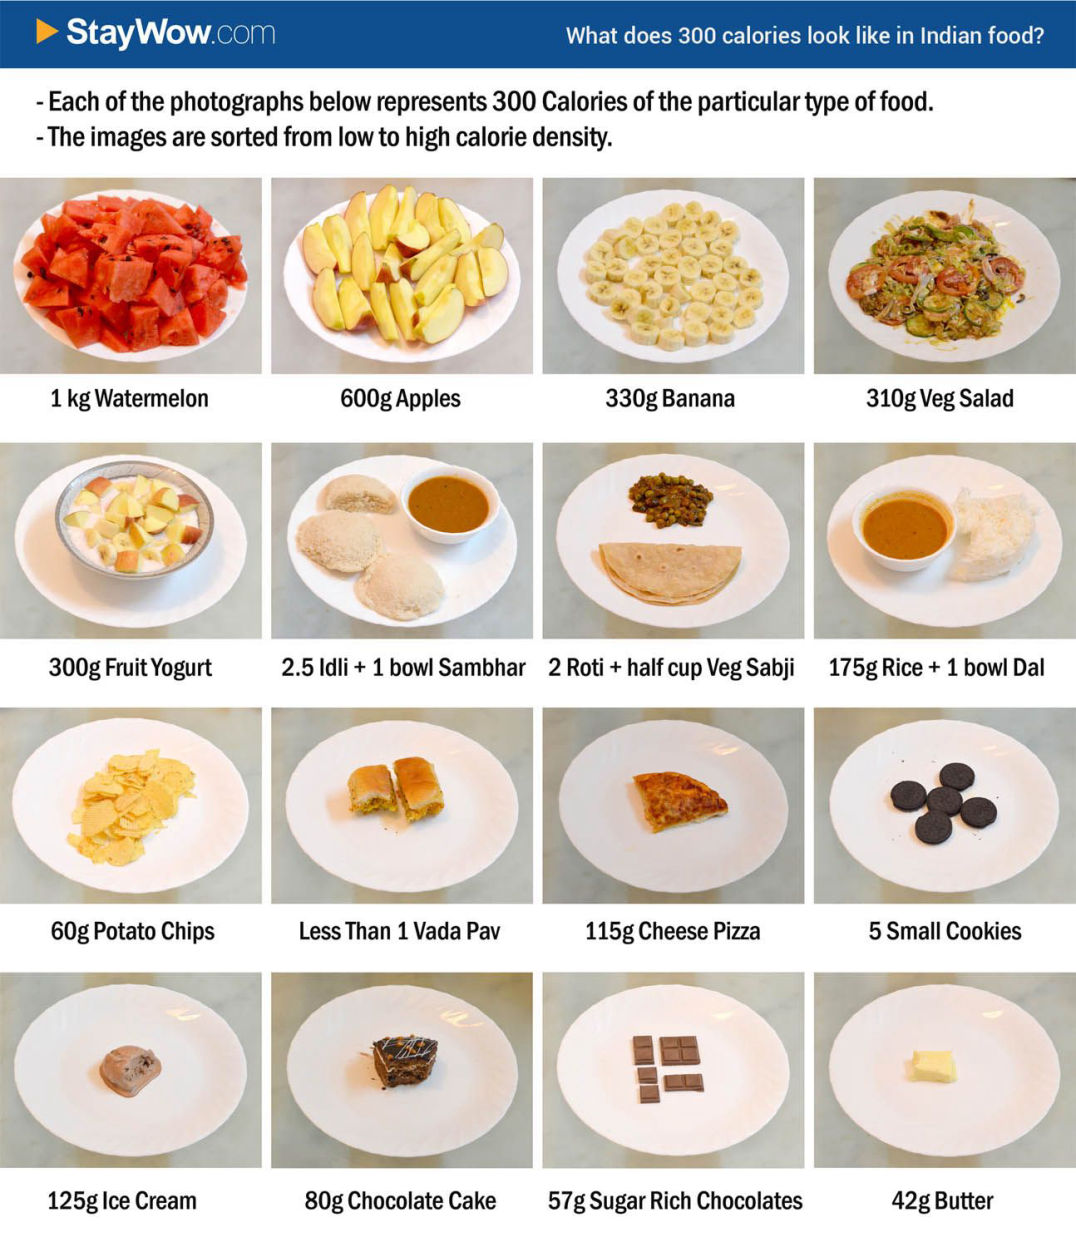 StayWow.com
What does 300 calories look like in Indian food?
- Each of the photographs below represents 300 Calories of the particular type of food.
- The images are sorted from low to high calorie density.
1 kg Watermelon
600g Apples
330g Banana
310g Veg Salad
300g Fruit Yogurt
2.5 Idli + 1 bowl Sambhar
2 Roti + half cup Veg Sabji
175g Rice + 1 bowl Dal
60g Potato Chips
Less Than 1 Vada Pav
115g Cheese Pizza
5 Small Cookies
125g Ice Cream
80g Chocolate Cake
57g Sugar Rich Chocolates
42g Butter